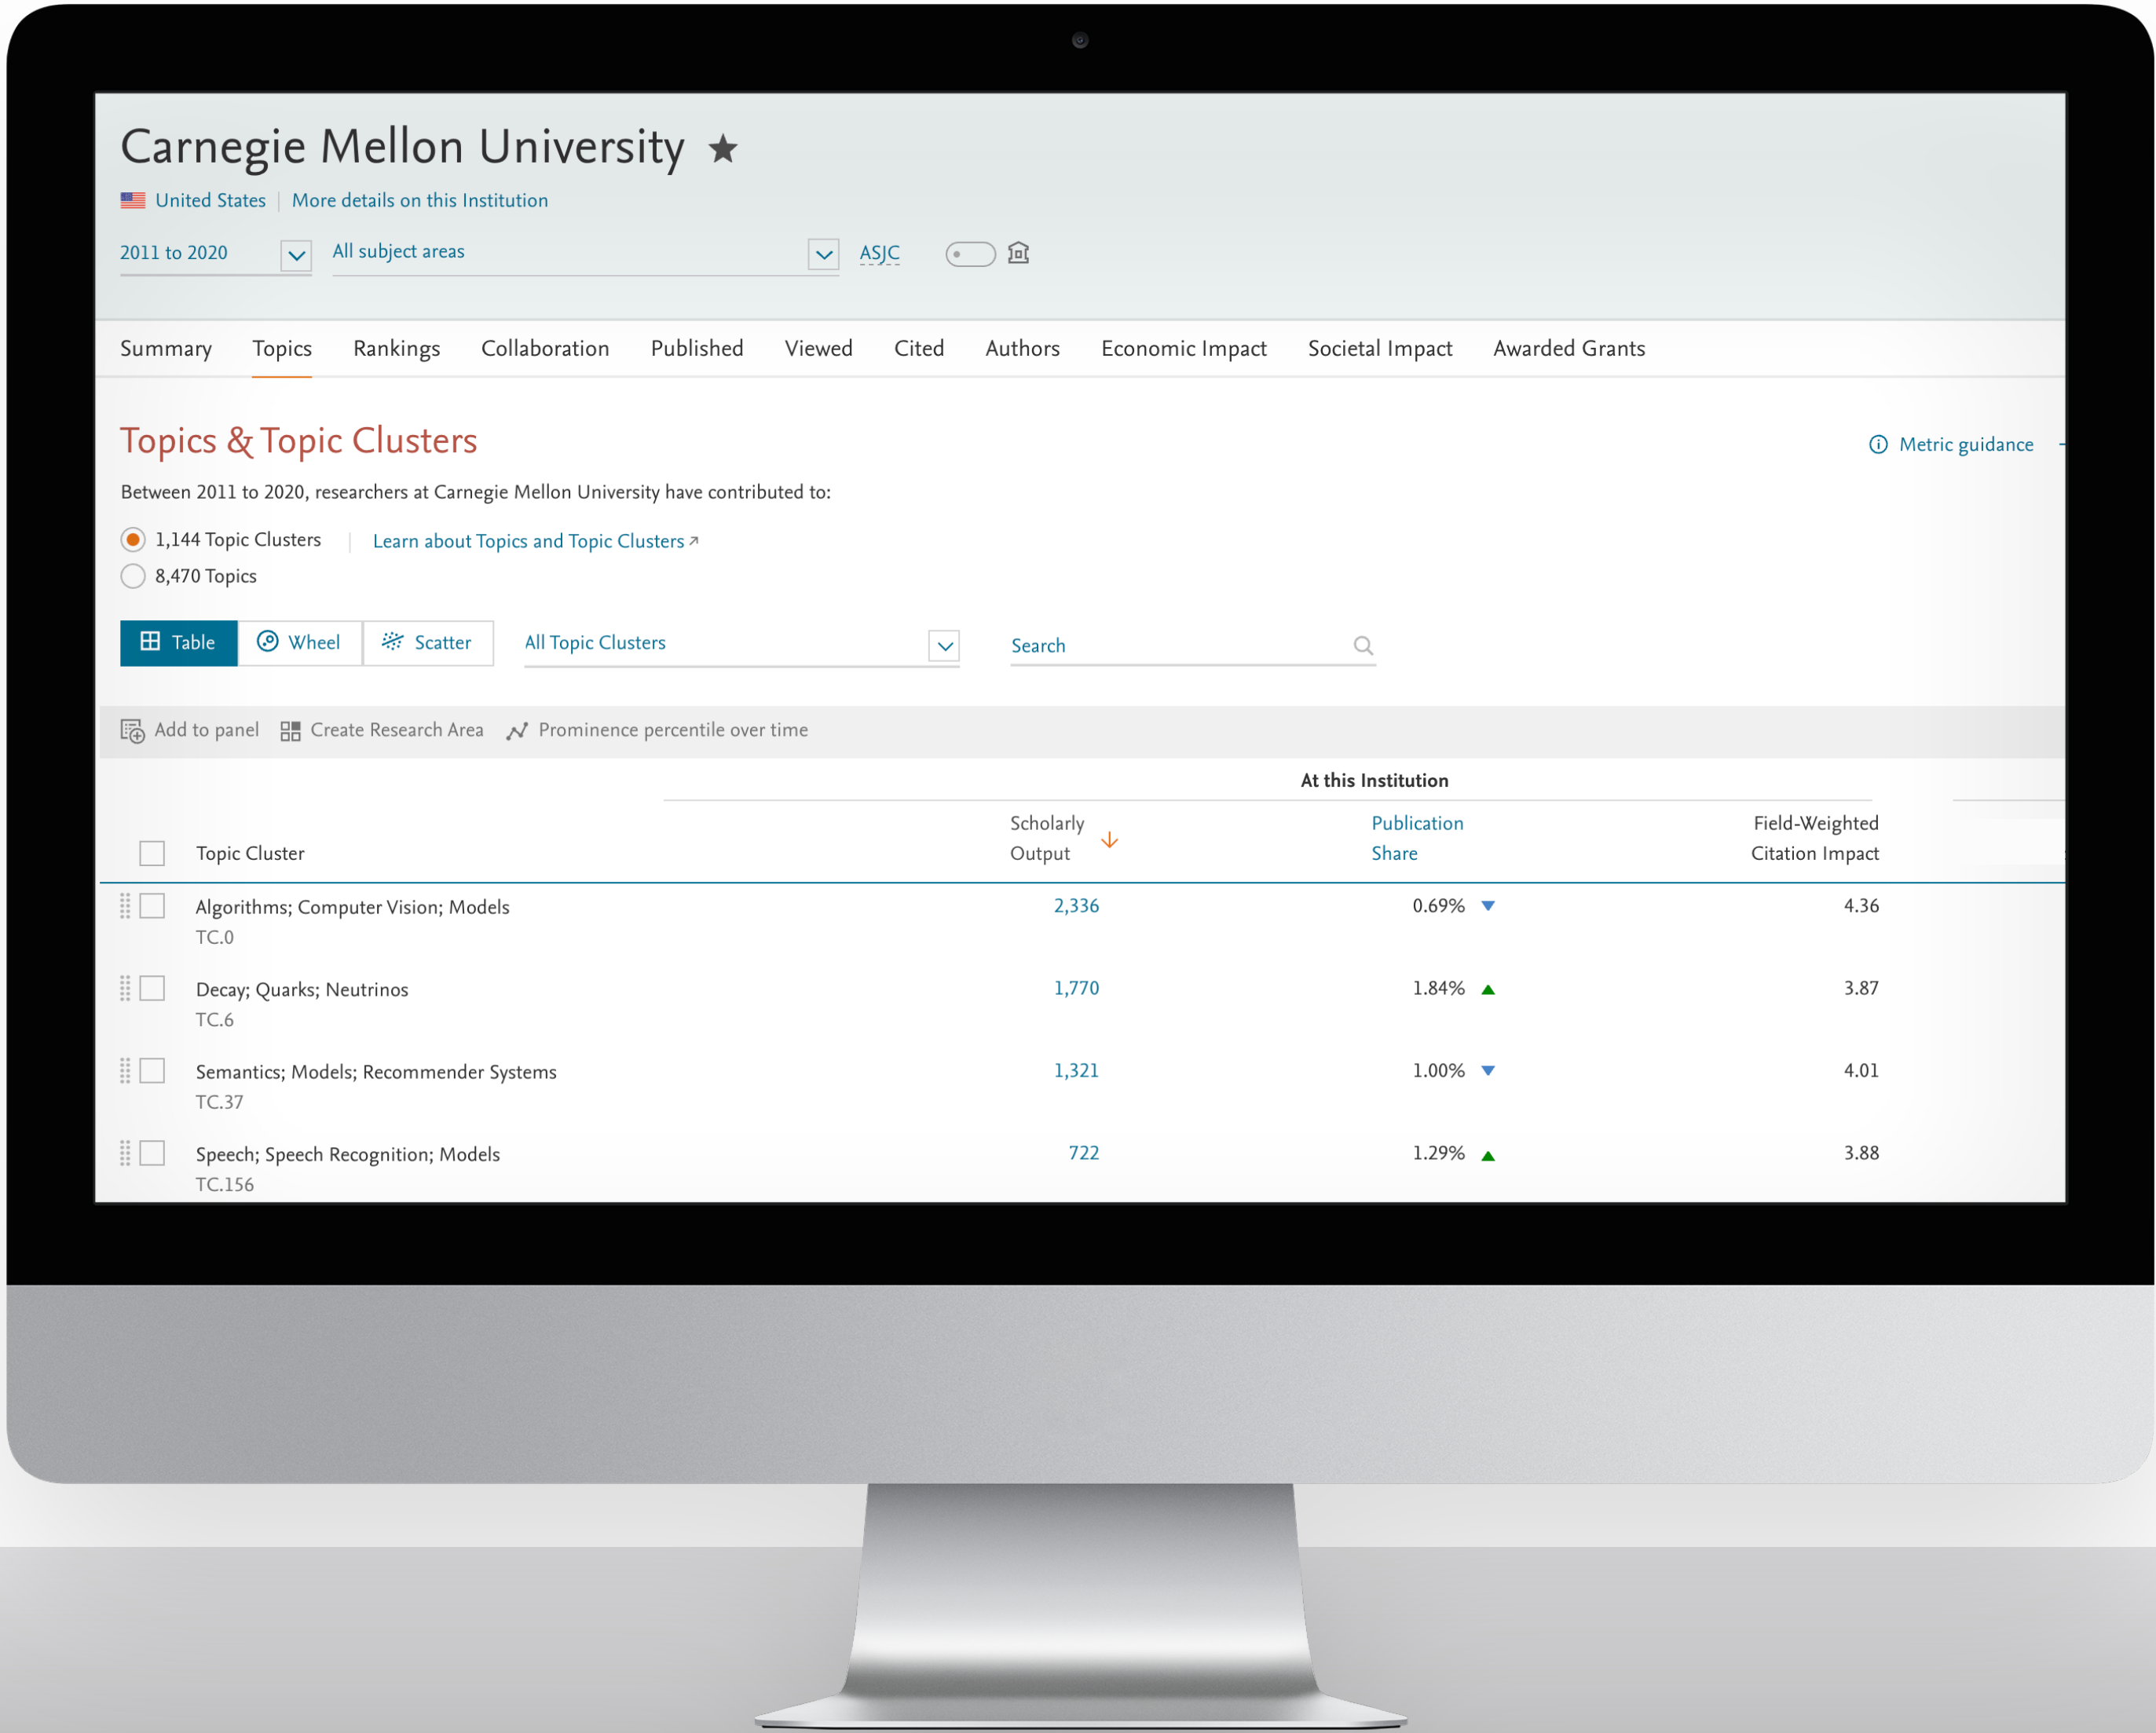 Carnegie Mellon University
United States | More details on this Institution
2011 to 2020 All subject areas ASJC
Summary Topics Rankings Collaboration Published Viewed Cited Authors Economic Impact Societal Impact Awarded Grants
Topics & Topic Clusters Metric guidance
Between 2011 to 2020, researchers at Carnegie Mellon University have contributed to:
1,144 Topic Clusters | Learn about Topics and Topic Clusters
8,470 Topics
Table Wheel Scatter All Topic Clusters Search
Add to panel Create Research Area Prominence percentile over time
At this Institution
Scholarly Publication Field-Weighted
Topic Cluster Output Share Citation Impact
Algorithms; Computer Vision; Models 2,336 0.69% 4.36
TC.0
Decay; Quarks; Neutrinos 1,770 1.84% 3.87
TC.6
Semantics; Models; Recommender Systems 1,321 1.00% 4.01
TC.37
Speech; Speech Recognition; Models 722 1.29% 3.88
TC.156